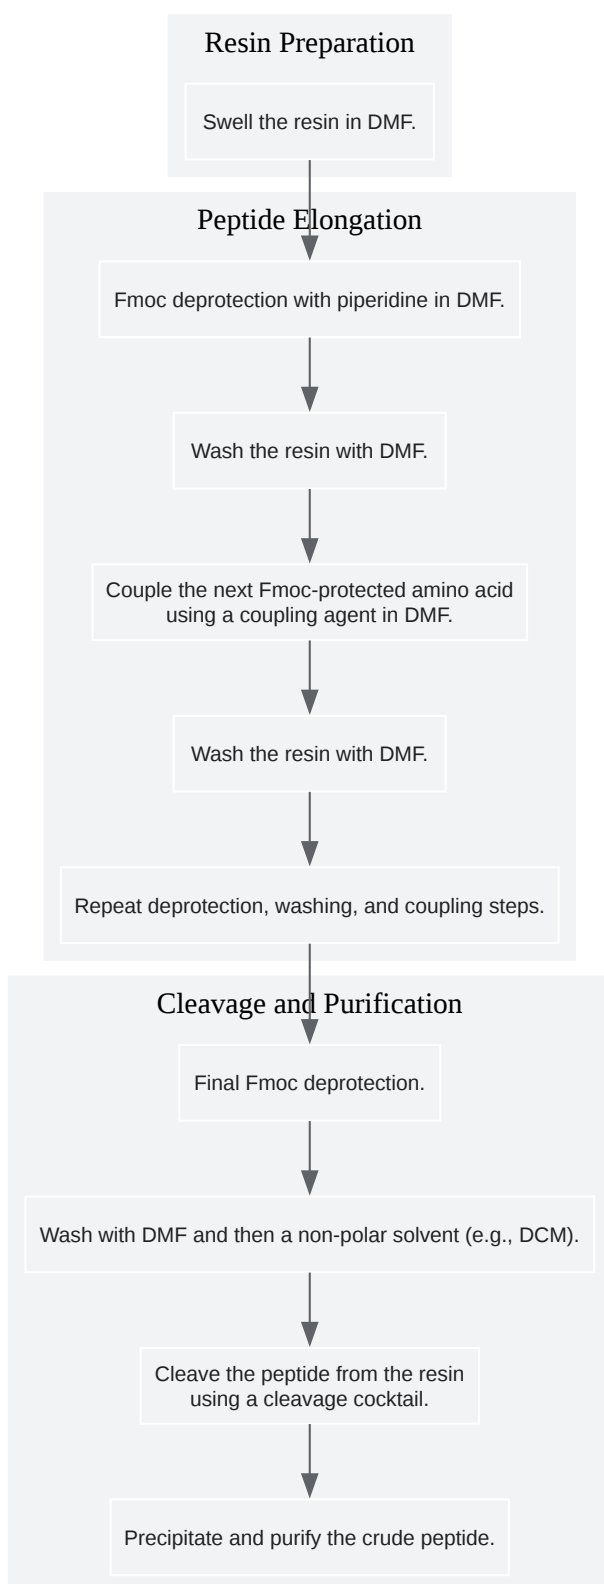 Resin Preparation
Swell the resin in DMF.
Peptide Elongation
Fmoc deprotection with piperidine in DMF.
Wash the resin with DMF.
Couple the next Fmoc-protected amino acid
using a coupling agent in DMF.
Wash the resin with DMF.
Repeat deprotection, washing, and coupling steps.
Cleavage and Purification
Final Fmoc deprotection.
Wash with DMF and then a non-polar solvent (e.g., DCM).
Cleave the peptide from the resin
using a cleavage cocktail.
Precipitate and purify the crude peptide.